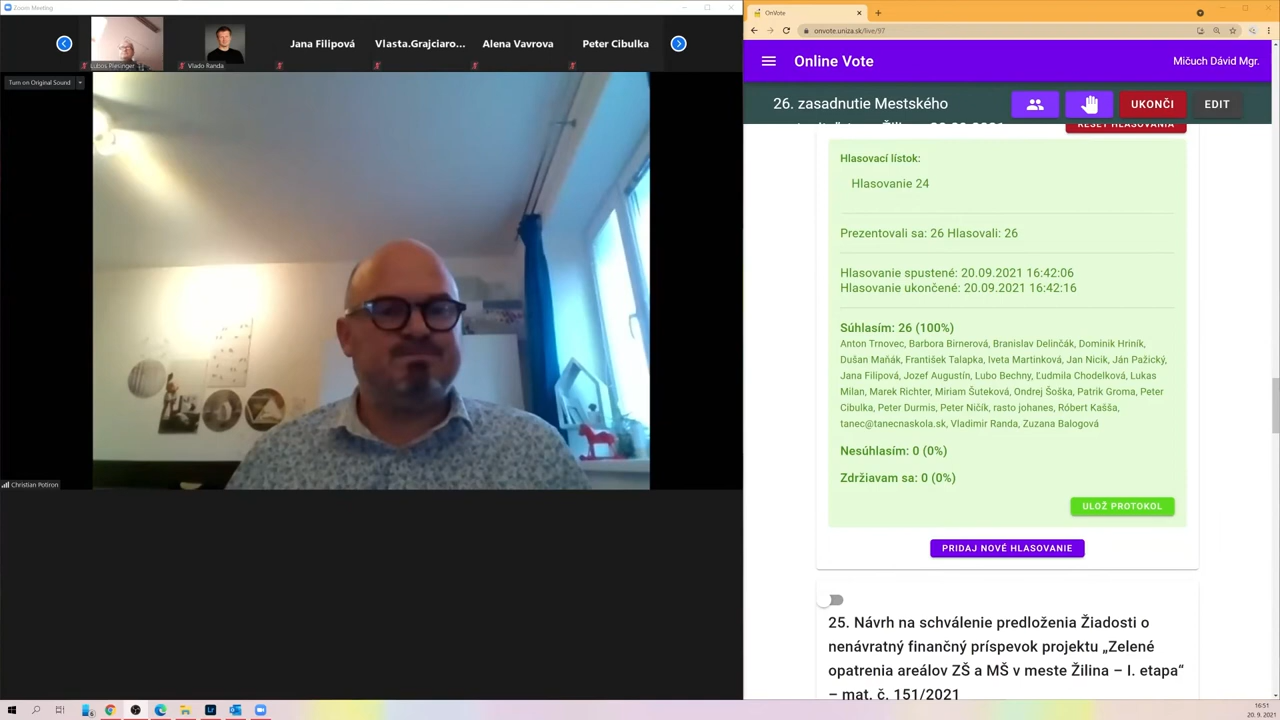 Zoom Meeting
Luboš Piesinger
Vlado Randa
Jana Filipová
Vlasta.Grajciaro...
Alena Vavrova
Peter Cibulka
Turn on Original Sound
Christian Potiron
OnVote
onvote.uniza.sk/live/97
Online Vote
Mičuch Dávid Mgr.
26. zasadnutie Mestského
UKONČI
EDIT
RESET HLASOVANIA
Hlasovací lístok:
Hlasovanie 24
Prezentovali sa: 26 Hlasovali: 26
Hlasovanie spustené: 20.09.2021 16:42:06
Hlasovanie ukončené: 20.09.2021 16:42:16
Súhlasím: 26 (100%)
Anton Trnovec, Barbora Birnerová, Branislav Delinčák, Dominik Hriník,
Dušan Maňák, František Talapka, Iveta Martinková, Jan Nicik, Ján Pažický,
Jana Filipová, Jozef Augustín, Lubo Bechny, Ľudmila Chodelková, Lukas
Milan, Marek Richter, Miriam Šuteková, Ondrej Šoška, Patrik Groma, Peter
Cibulka, Peter Durmis, Peter Ničík, rasto johanes, Róbert Kašša,
tanec@tanecnaskola.sk, Vladimir Randa, Zuzana Balogová
Nesúhlasím: 0 (0%)
Zdržiavam sa: 0 (0%)
ULOŽ PROTOKOL
PRIDAJ NOVÉ HLASOVANIE
25. Návrh na schválenie predloženia Žiadosti o
nenávratný finančný príspevok projektu „Zelené
opatrenia areálov ZŠ a MŠ v meste Žilina – I. etapa“
– mat. č. 151/2021
16:51
20. 9. 2021